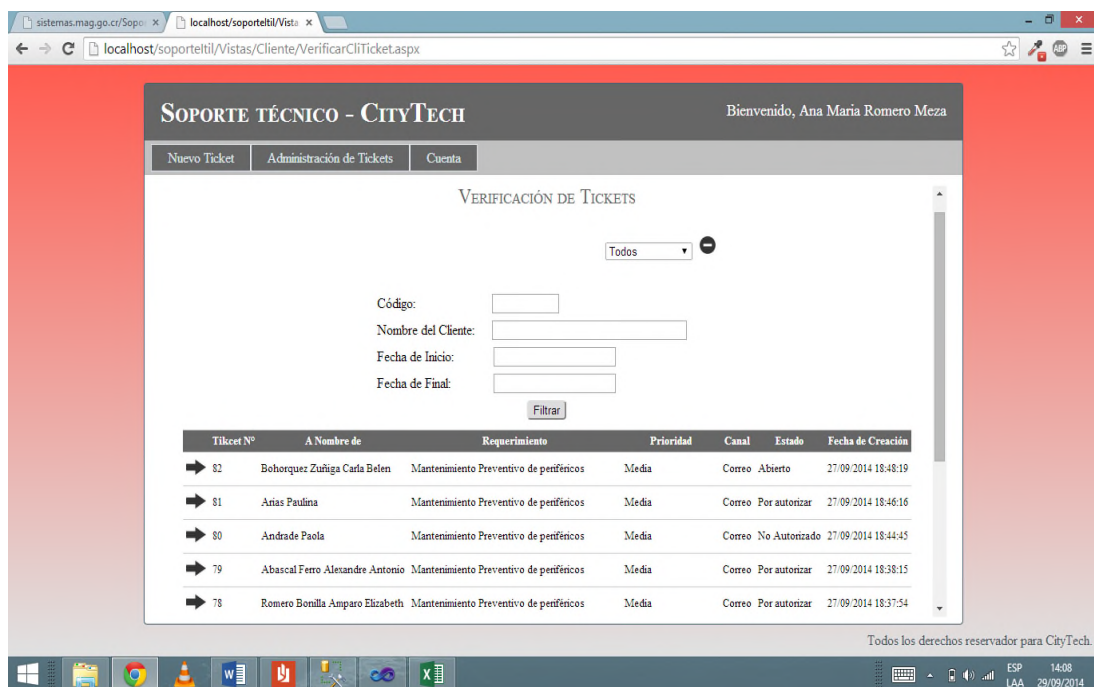 sistemas.mag.go.cr/Sopo
localhost/soporteItil/Vista
localhost/soporteItil/Vistas/Cliente/VerificarCliTicket.aspx
ABP
SOPORTE TÉCNICO - CITYTECH
Bienvenido, Ana Maria Romero Meza
Nuevo Ticket Administración de Tickets Cuenta
VERIFICACIÓN DE TICKETS
Todos
Código:
Nombre del Cliente:
Fecha de Inicio:
Fecha de Final:
Filtrar
Tikcet N° A Nombre de Requerimiento Prioridad Canal Estado Fecha de Creación
82 Bohorquez Zuñiga Carla Belen Mantenimiento Preventivo de periféricos Media Correo Abierto 27/09/2014 18:48:19
81 Arias Paulina Mantenimiento Preventivo de periféricos Media Correo Por autorizar 27/09/2014 18:46:16
80 Andrade Paola Mantenimiento Preventivo de periféricos Media Correo No Autorizado 27/09/2014 18:44:45
79 Abascal Ferro Alexandre Antonio Mantenimiento Preventivo de periféricos Media Correo Por autorizar 27/09/2014 18:38:15
78 Romero Bonilla Amparo Elizabeth Mantenimiento Preventivo de periféricos Media Correo Por autorizar 27/09/2014 18:37:54
Todos los derechos reservador para CityTech.
ESP 14:08
LAA 29/09/2014